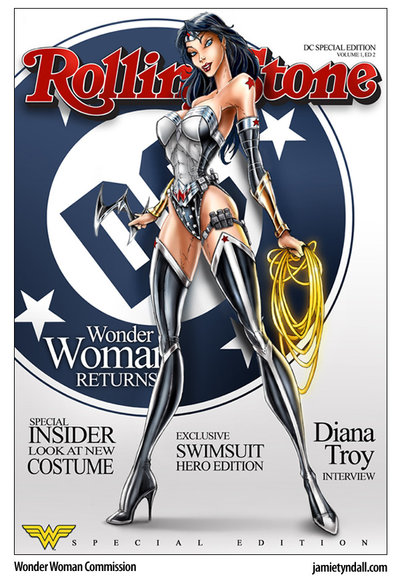 DC SPECIAL EDITION
VOLUME 1, ED 2
Rolling Stone
Wonder
Woman
RETURNS
SPECIAL
INSIDER
LOOK AT NEW
COSTUME
EXCLUSIVE
SWIMSUIT
HERO EDITION
Diana
Troy
INTERVIEW
SPECIAL EDITION
Wonder Woman Commission
jamietyndall.com